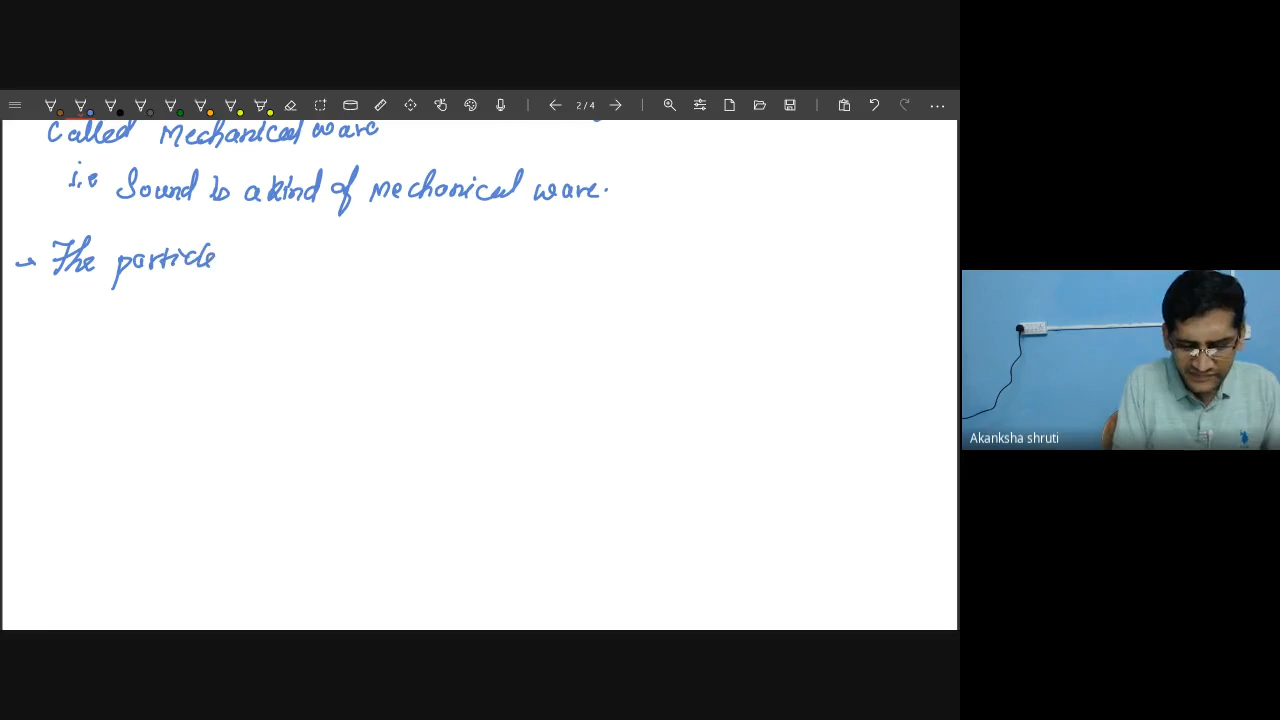 2/4
Called Mechanical wave
i.e Sound is a kind of mechanical wave.
→ The particle
Akanksha shruti